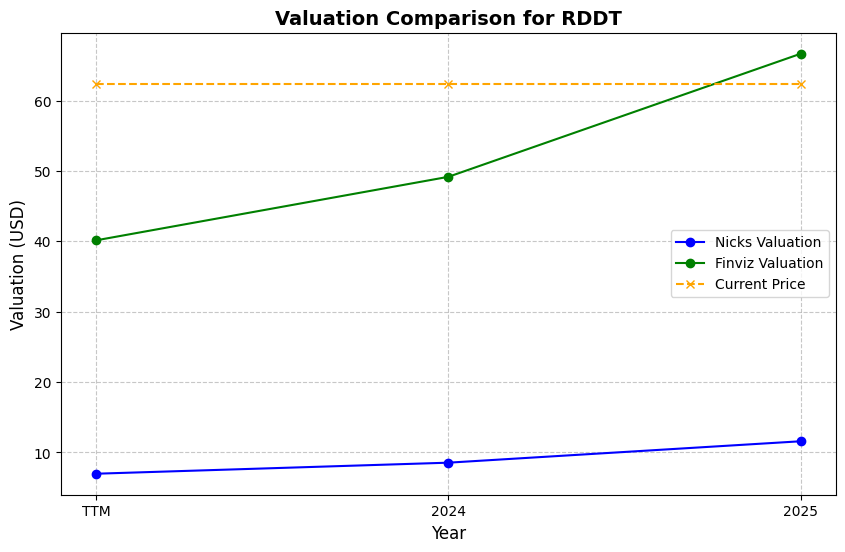 Valuation Comparison for RDDT
Valuation (USD)
60
50
40
30
20
10
Nicks Valuation
Finviz Valuation
Current Price
TTM
2024
2025
Year